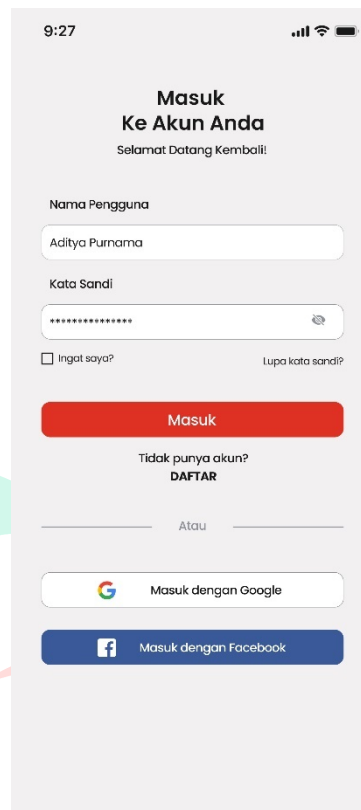 9:27
Masuk
Ke Akun Anda
Selamat Datang Kembali!
Nama Pengguna
Aditya Purnama
Kata Sandi
***************
Ingat saya?
Lupa kata sandi?
Masuk
Tidak punya akun?
DAFTAR
Atau
Masuk dengan Google
Masuk dengan Facebook